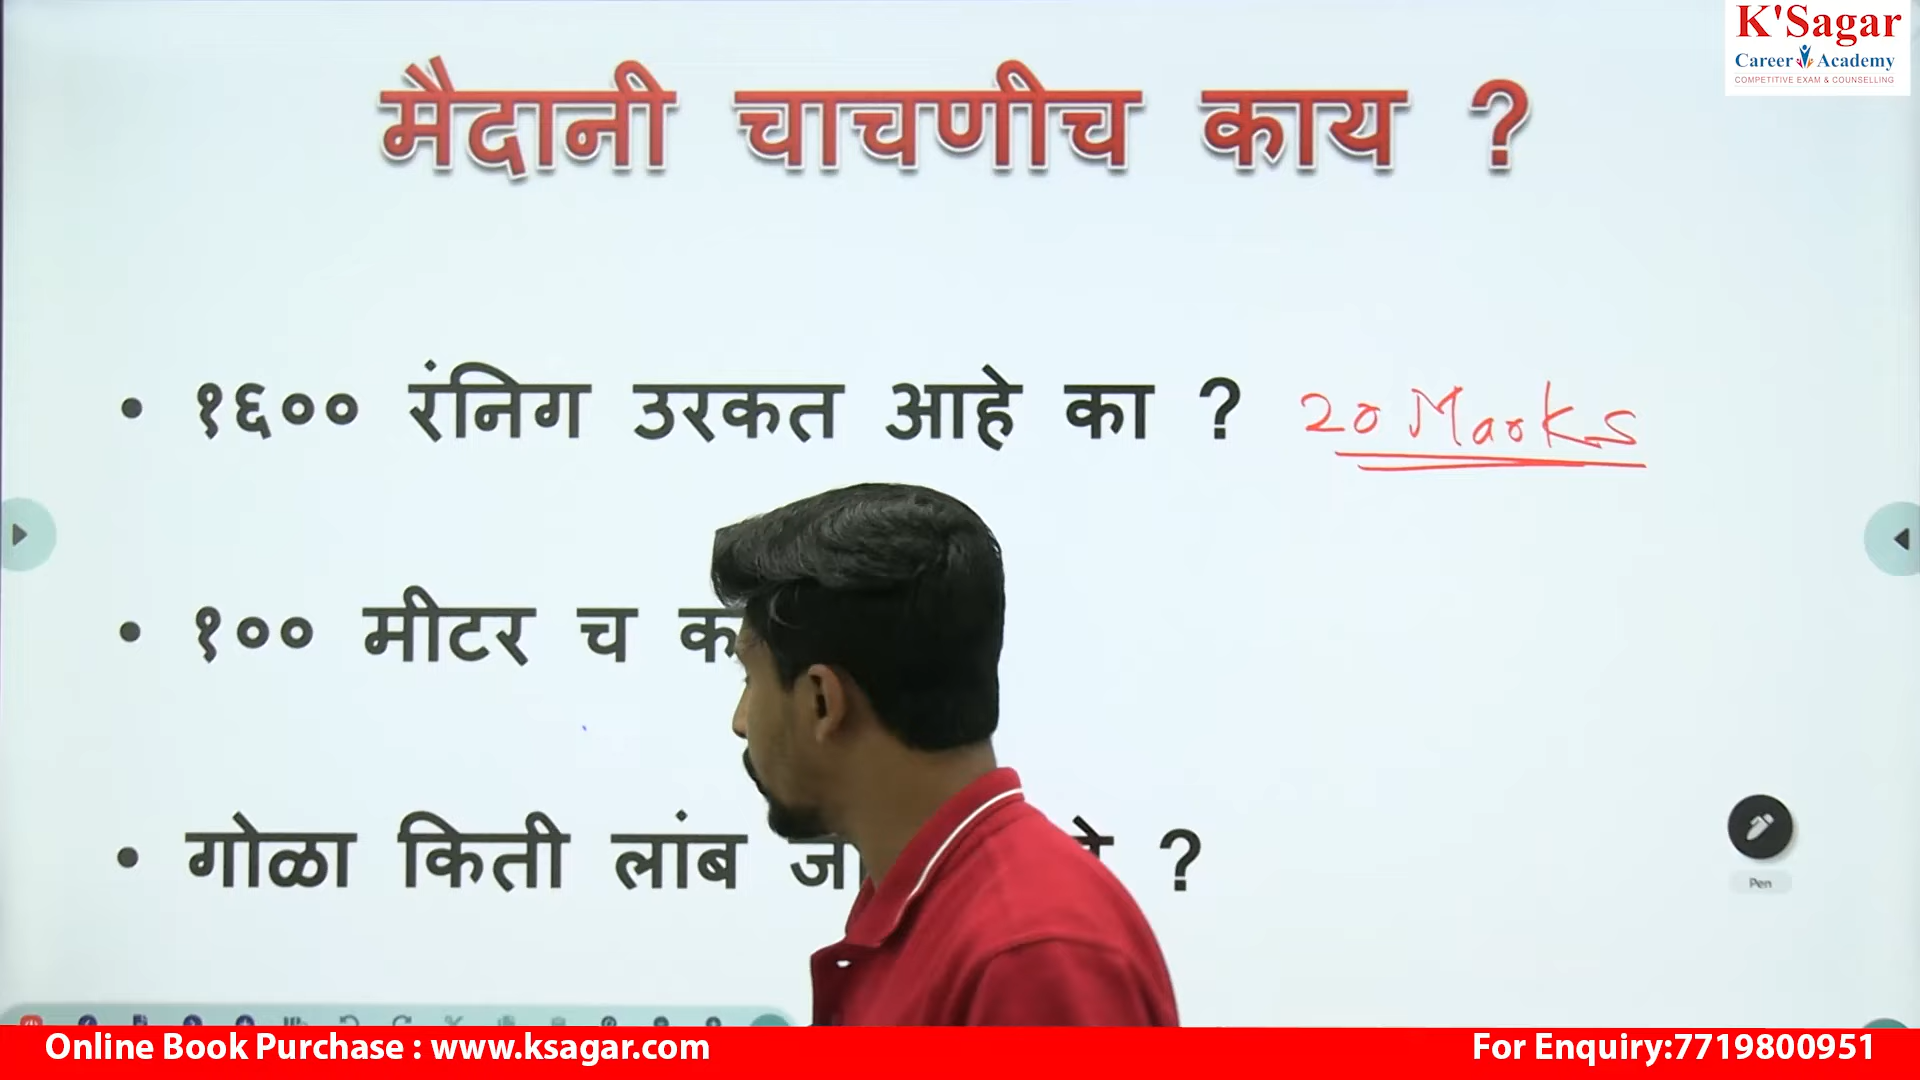 K'Sagar
Career Academy
COMPETITIVE EXAM & COUNSELLING
मैदानी चाचणीच काय ?
• १६०० रंनिग उरकत आहे का ? 20 Marks
• १०० मीटर च
• गोळा किती लांब ?
Pen
Online Book Purchase : www.ksagar.com
For Enquiry:7719800951